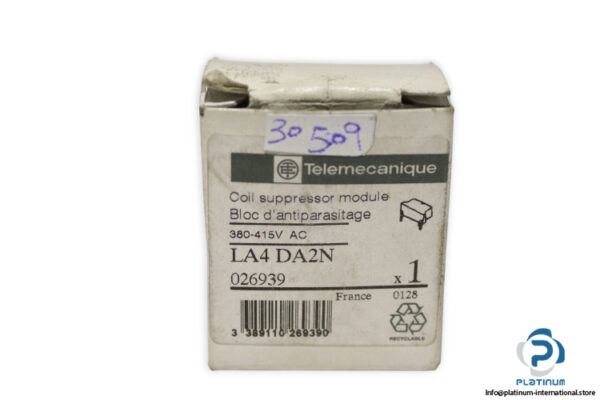 30 509
Telemecanique
Coil suppressor module
Bloc d'antiparasitage
380-415V AC
LA4 DA2N
026939
x 1
France 0128
3 389110 269390
RECYCLABLE
PLATINUM
Info@platinum-international.store